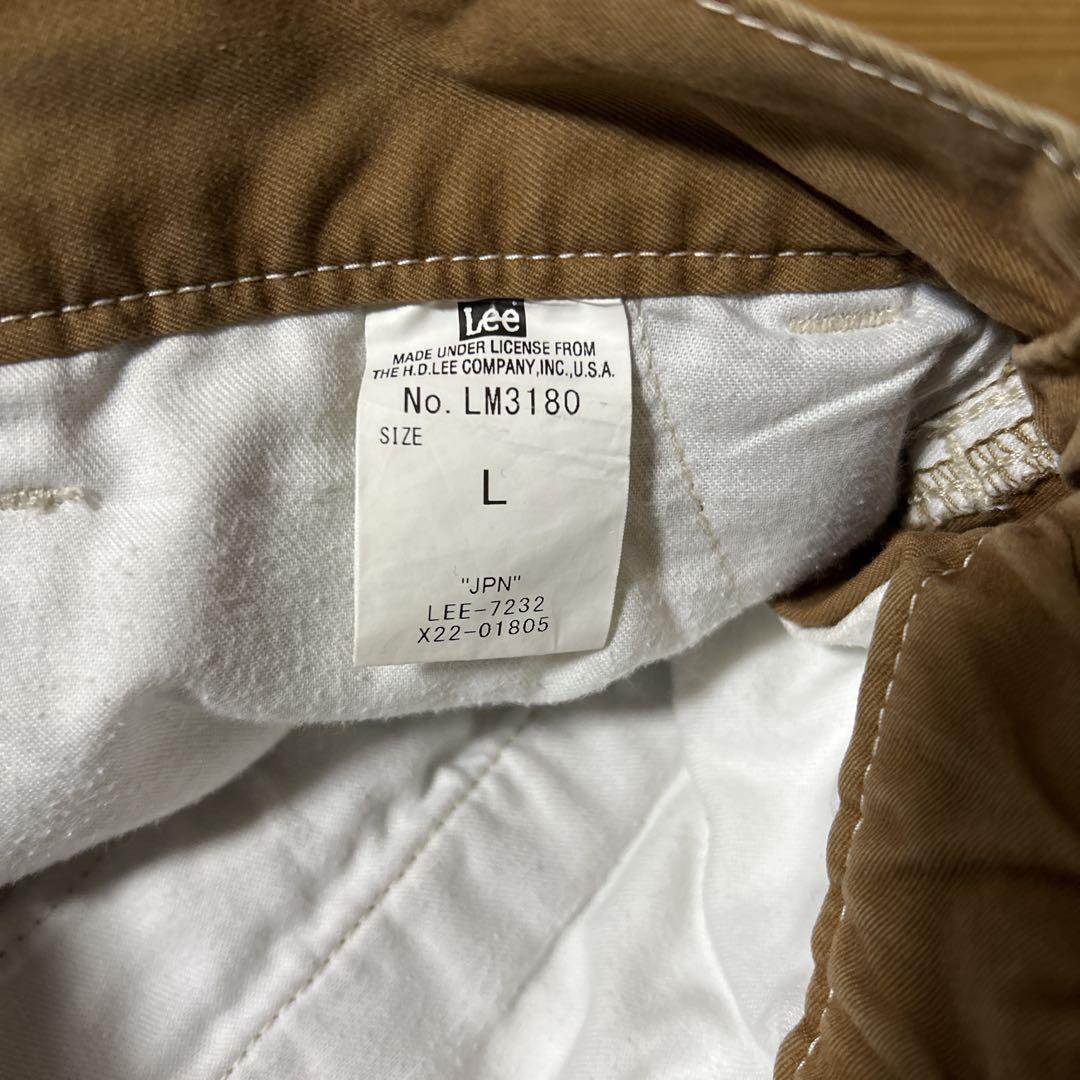 Lee
MADE UNDER LICENSE FROM
THE H.D.LEE COMPANY,INC.,U.S.A.
No. LM3180
SIZE
L
"JPN"
LEE-7232
X22-01805